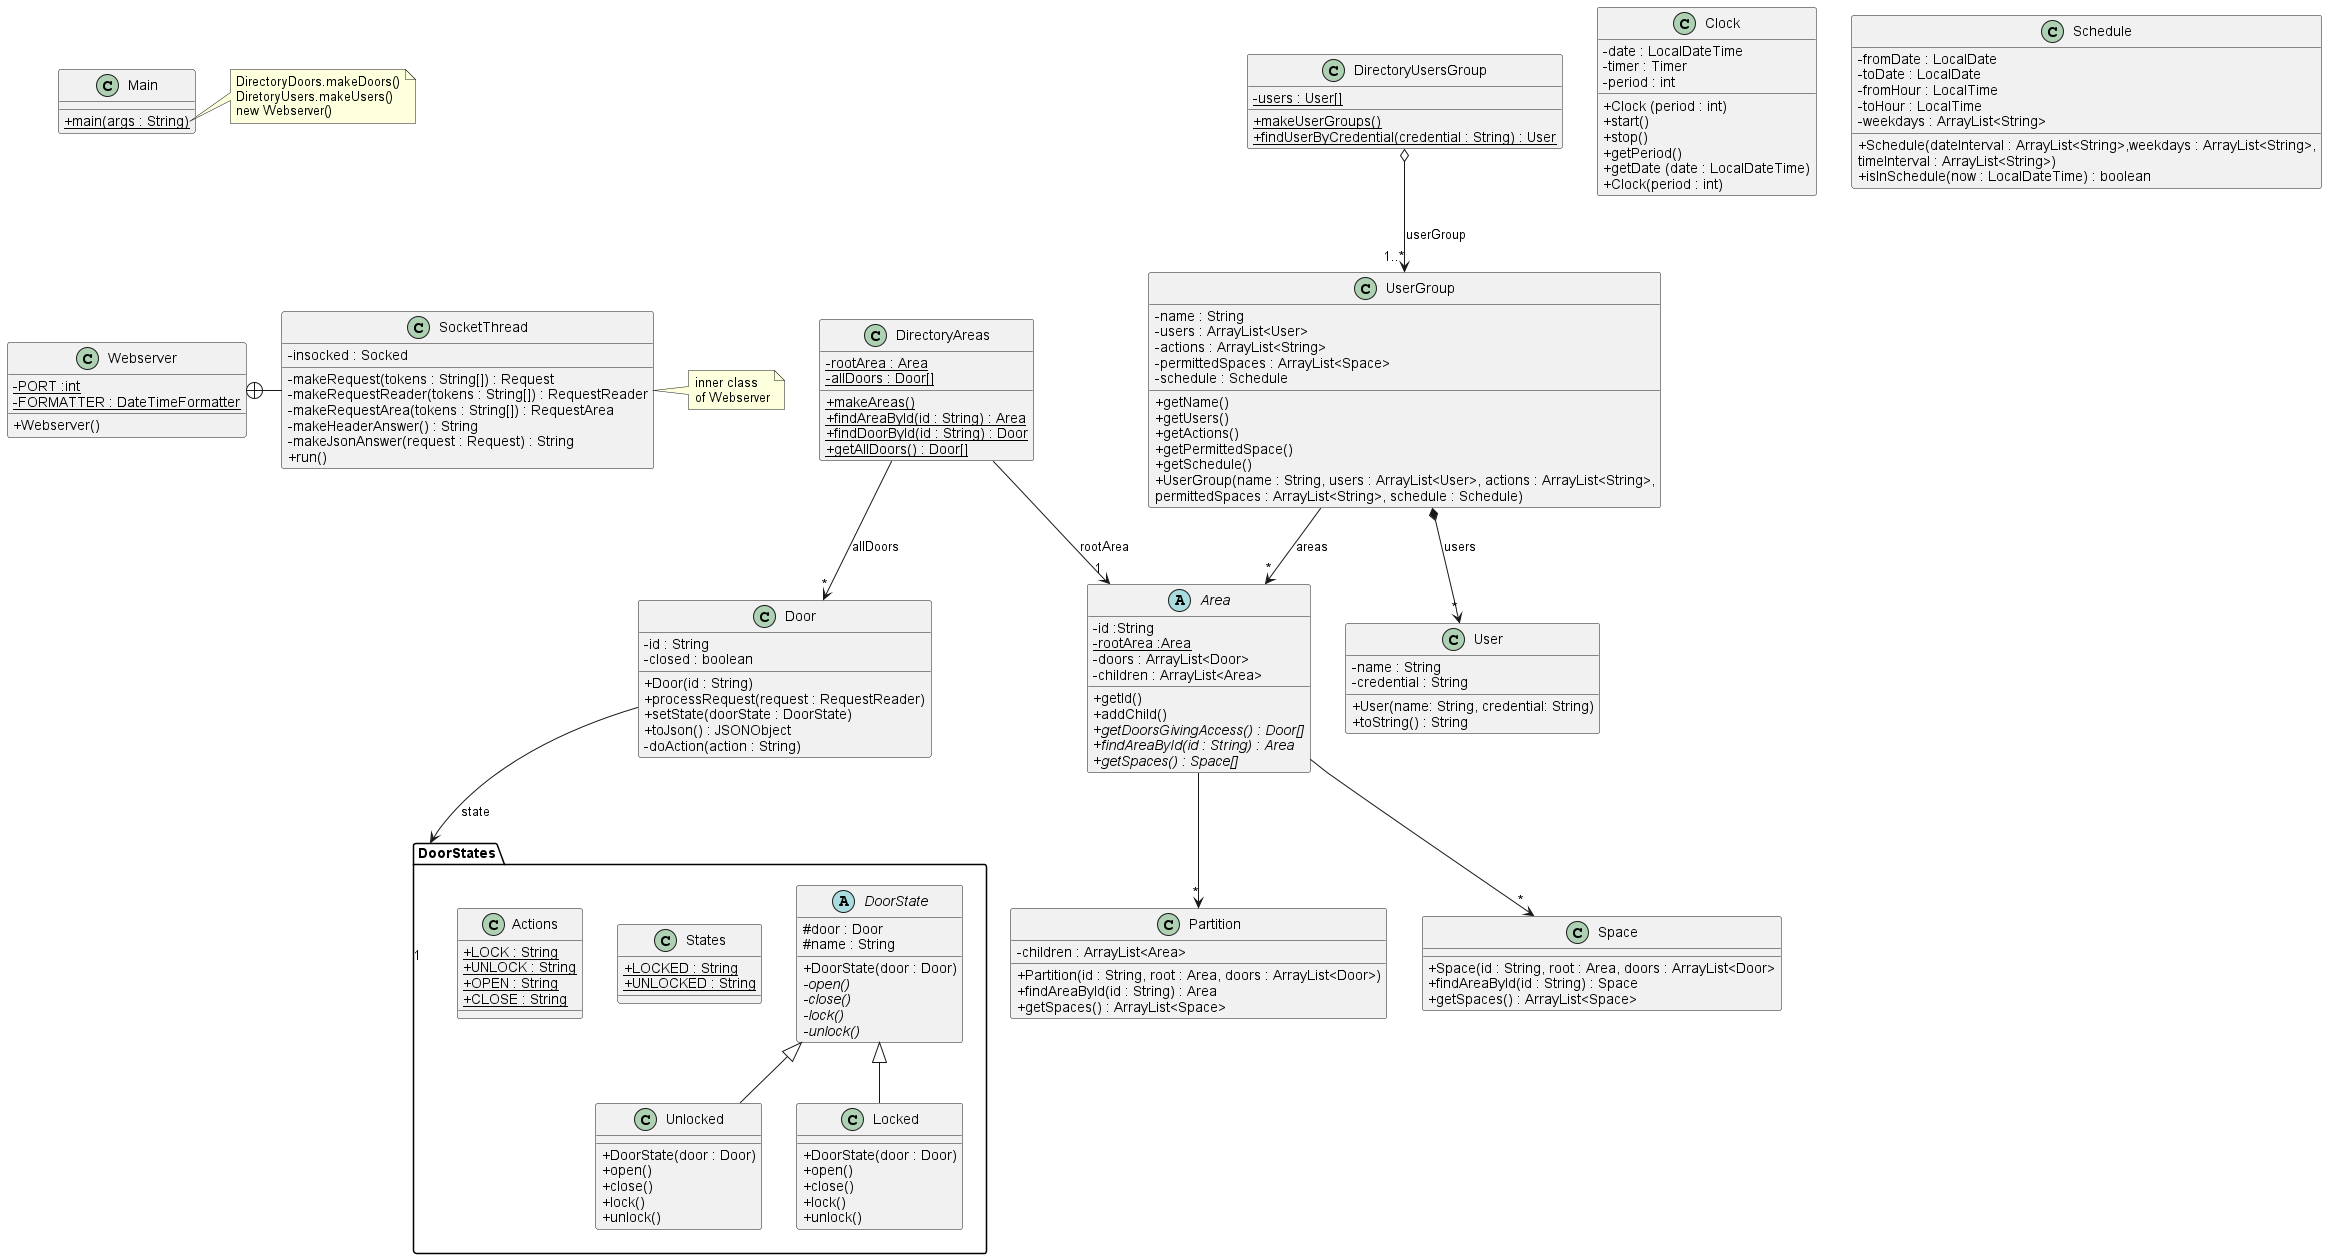 C Main
+main(args : String)
DirectoryDoors.makeDoors()
DiretoryUsers.makeUsers()
new Webserver()
C DirectoryUsersGroup
-users : User[]
+makeUserGroups()
+findUserByCredential(credential : String) : User
C Clock
-date : LocalDateTime
-timer : Timer
-period : int
+Clock (period : int)
+start()
+stop()
+getPeriod()
+getDate (date : LocalDateTime)
+Clock(period : int)
C Schedule
-fromDate : LocalDate
-toDate : LocalDate
-fromHour : LocalTime
-toHour : LocalTime
-weekdays : ArrayList<String>
+Schedule(dateInterval : ArrayList<String>,weekdays : ArrayList<String>,
timeInterval : ArrayList<String>)
+isInSchedule(now : LocalDateTime) : boolean
userGroup
1..*
C Webserver
-PORT :int
-FORMATTER : DateTimeFormatter
+Webserver()
C SocketThread
-insocked : Socked
-makeRequest(tokens : String[]) : Request
-makeRequestReader(tokens : String[]) : RequestReader
-makeRequestArea(tokens : String[]) : RequestArea
-makeHeaderAnswer() : String
-makeJsonAnswer(request : Request) : String
+run()
inner class
of Webserver
C DirectoryAreas
-rootArea : Area
-allDoors : Door[]
+makeAreas()
+findAreaById(id : String) : Area
+findDoorById(id : String) : Door
+getAllDoors() : Door[]
C UserGroup
-name : String
-users : ArrayList<User>
-actions : ArrayList<String>
-permittedSpaces : ArrayList<Space>
-schedule : Schedule
+getName()
+getUsers()
+getActions()
+getPermittedSpace()
+getSchedule()
+UserGroup(name : String, users : ArrayList<User>, actions : ArrayList<String>,
permittedSpaces : ArrayList<String>, schedule : Schedule)
allDoors
*
rootArea
1
areas
*
users
*
C Door
-id : String
-closed : boolean
+Door(id : String)
+processRequest(request : RequestReader)
+setState(doorState : DoorState)
+toJson() : JSONObject
-doAction(action : String)
A Area
-id :String
-rootArea :Area
-doors : ArrayList<Door>
-children : ArrayList<Area>
+getId()
+addChild()
+getDoorsGivingAccess() : Door[]
+findAreaById(id : String) : Area
+getSpaces() : Space[]
C User
-name : String
-credential : String
+User(name: String, credential: String)
+toString() : String
state
1
*
*
DoorStates
C Actions
+LOCK : String
+UNLOCK : String
+OPEN : String
+CLOSE : String
C States
+LOCKED : String
+UNLOCKED : String
A DoorState
#door : Door
#name : String
+DoorState(door : Door)
-open()
-close()
-lock()
-unlock()
C Partition
-children : ArrayList<Area>
+Partition(id : String, root : Area, doors : ArrayList<Door>)
+findAreaById(id : String) : Area
+getSpaces() : ArrayList<Space>
C Space
+Space(id : String, root : Area, doors : ArrayList<Door>
+findAreaById(id : String) : Space
+getSpaces() : ArrayList<Space>
C Unlocked
+DoorState(door : Door)
+open()
+close()
+lock()
+unlock()
C Locked
+DoorState(door : Door)
+open()
+close()
+lock()
+unlock()